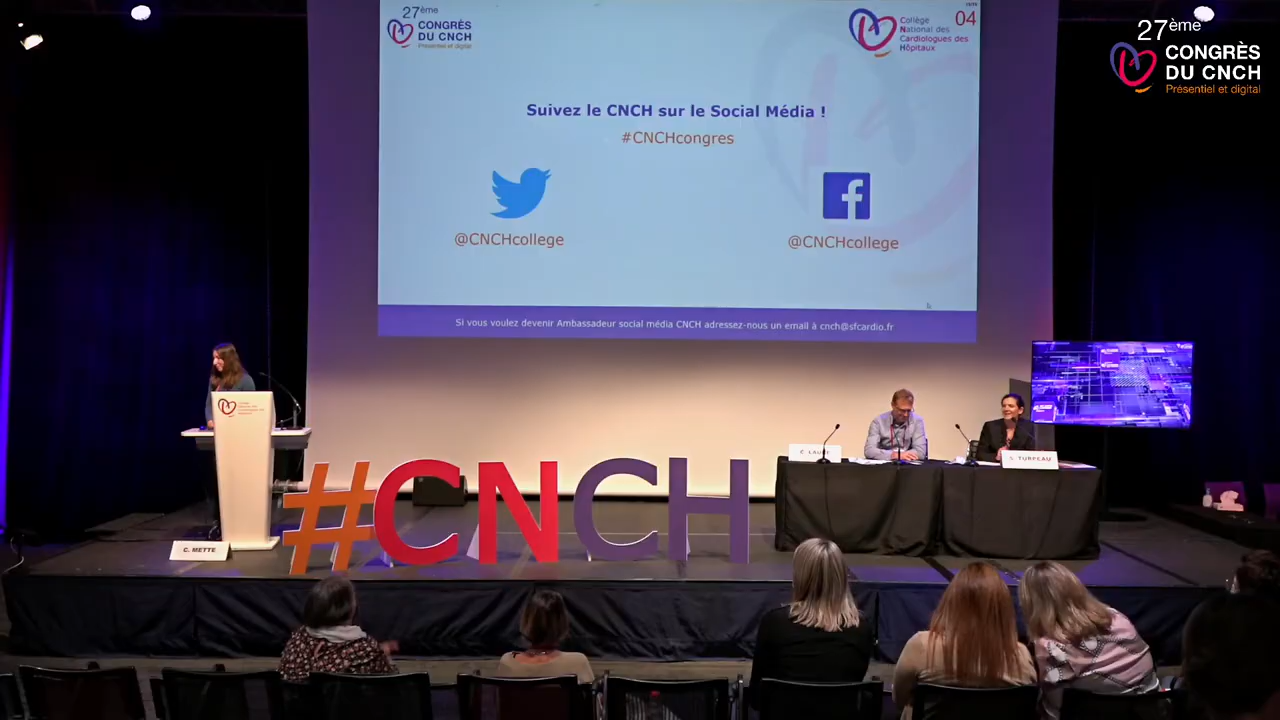 27ème
CONGRÈS
DU CNCH
Présentiel et digital
Collège
National des
Cardiologues des
Hôpitaux
04
27ème
CONGRÈS
DU CNCH
Présentiel et digital
Suivez le CNCH sur le Social Média !
#CNCHcongres
@CNCHcollege
@CNCHcollege
Si vous voulez devenir Ambassadeur social média CNCH adressez-nous un email à cnch@sfcardio.fr
#CNCH
S. TURPEAU
C. METTE